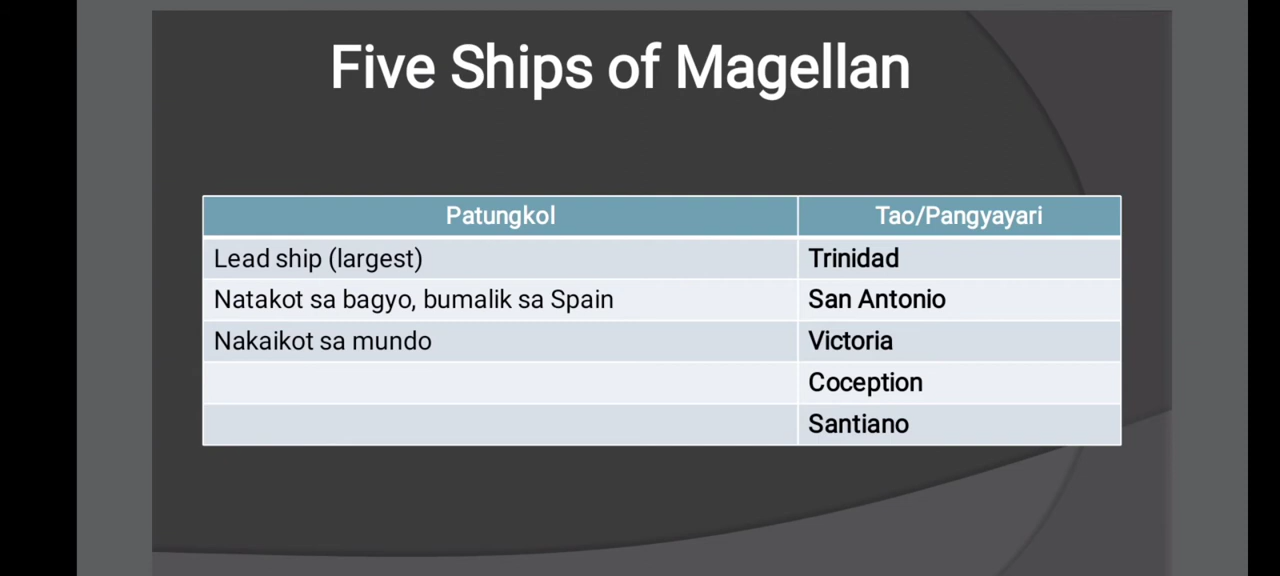 Five Ships of Magellan
Patungkol Tao/Pangyayari
Lead ship (largest) Trinidad
Natakot sa bagyo, bumalik sa Spain San Antonio
Nakaikot sa mundo Victoria
Coception
Santiano